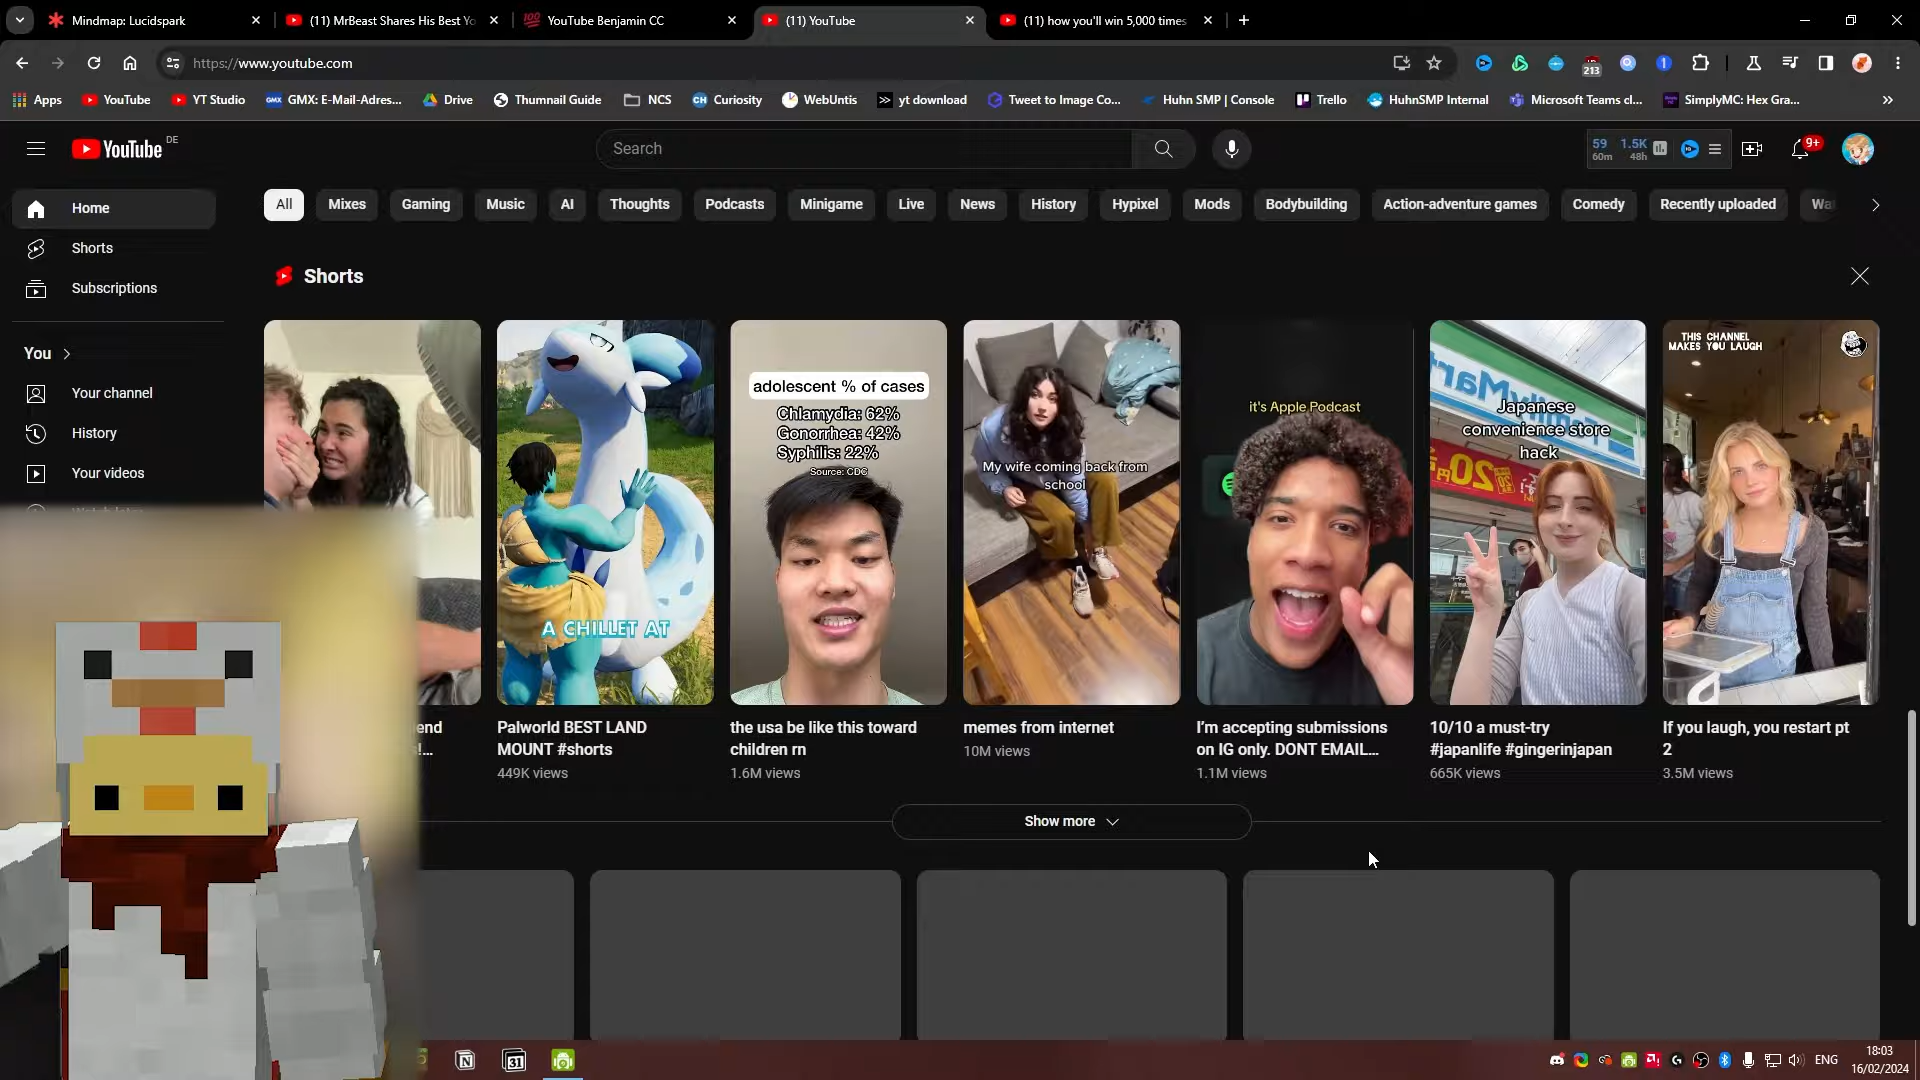 Mindmap: Lucidspark
(11) MrBeast Shares His Best Yo
YouTube Benjamin CC
(11) YouTube
(11) how you'll win 5,000 times
https://www.youtube.com
213
Apps
YouTube
YT Studio
GMX: E-Mail-Adres...
Drive
Thumnail Guide
NCS
Curiosity
WebUntis
yt download
Tweet to Image Co...
Huhn SMP | Console
Trello
HuhnSMP Internal
Microsoft Teams cl...
SimplyMC: Hex Gra...
YouTube DE
Search
59 1.5K
60m 48h
9+
Home
Shorts
Subscriptions
You
Your channel
History
Your videos
All
Mixes
Gaming
Music
AI
Thoughts
Podcasts
Minigame
Live
News
History
Hypixel
Mods
Bodybuilding
Action-adventure games
Comedy
Recently uploaded
Shorts
A CHILLET AT
adolescent % of cases
Chlamydia: 62%
Gonorrhea: 42%
Syphilis: 22%
Source: CDC
My wife coming back from
school
it's Apple Podcast
Japanese
convenience store
hack
THIS CHANNEL
MAKES YOU LAUGH
Palworld BEST LAND
MOUNT #shorts
449K views
the usa be like this toward
children rn
1.6M views
memes from internet
10M views
I'm accepting submissions
on IG only. DONT EMAIL...
1.1M views
10/10 a must-try
#japanlife #gingerinjapan
665K views
If you laugh, you restart pt
2
3.5M views
Show more
31
ENG
18:03
16/02/2024